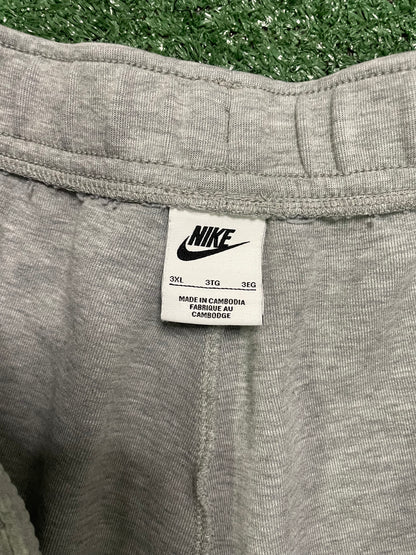 NIKE
3XL 3TG 3EG
MADE IN CAMBODIA
FABRIQUE AU
CAMBODGE